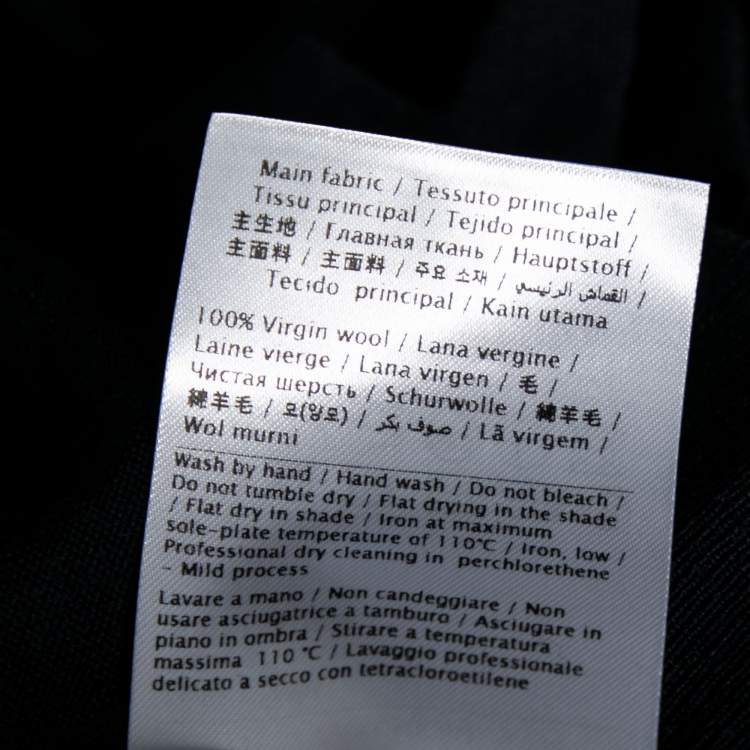 Main fabric / Tessuto principale /
Tissu principal / Tejido principal /
主生地 / Главная ткань / Hauptstoff /
主面料 / 主面料 / 주요 소재 / القماش الرئيسي /
Tecido principal / Kain utama
100% Virgin wool / Lana vergine /
Laine vierge / Lana virgen / 毛 /
Чистая шерсть / Schurwolle / 綿羊毛 /
綿羊毛 / 모(양모) / صوف بكر / Lã virgem /
Wol murni
Wash by hand / Hand wash / Do not bleach /
Do not tumble dry / Flat drying in the shade
/ Flat dry in shade / Iron at maximum
sole-plate temperature of 110°C / Iron, low /
Professional dry cleaning in perchlorethene
- Mild process
Lavare a mano / Non candeggiare / Non
usare asciugatrice a tamburo / Asciugare in
piano in ombra / Stirare a temperatura
massima 110 °C / Lavaggio professionale
delicato a secco con tetracloroetilene